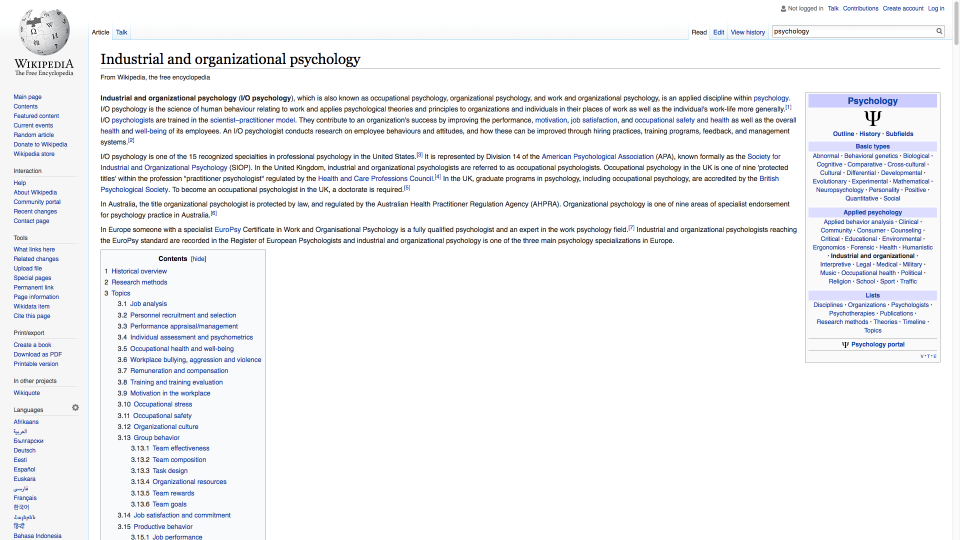 Not logged in Talk Contributions Create account Log in
WIKIPEDIA
The Free Encyclopedia
Article Talk
Read Edit View history psychology
Industrial and organizational psychology
From Wikipedia, the free encyclopedia
Main page
Contents
Featured content
Current events
Random article
Donate to Wikipedia
Wikipedia store
Interaction
Help
About Wikipedia
Community portal
Recent changes
Contact page
Tools
What links here
Related changes
Upload file
Special pages
Permanent link
Page information
Wikidata item
Cite this page
Print/export
Create a book
Download as PDF
Printable version
In other projects
Wikiquote
Languages
Afrikaans
العربية
Български
Deutsch
Eesti
Español
Euskara
فارسی
Français
한국어
Հայերեն
हिन्दी
Bahasa Indonesia
Industrial and organizational psychology (I/O psychology), which is also known as occupational psychology, organizational psychology, and work and organizational psychology, is an applied discipline within psychology.
I/O psychology is the science of human behaviour relating to work and applies psychological theories and principles to organizations and individuals in their places of work as well as the individual's work-life more generally.[1]
I/O psychologists are trained in the scientist–practitioner model. They contribute to an organization's success by improving the performance, motivation, job satisfaction, and occupational safety and health as well as the overall
health and well-being of its employees. An I/O psychologist conducts research on employee behaviours and attitudes, and how these can be improved through hiring practices, training programs, feedback, and management
systems.[2]
I/O psychology is one of the 15 recognized specialties in professional psychology in the United States.[3] It is represented by Division 14 of the American Psychological Association (APA), known formally as the Society for
Industrial and Organizational Psychology (SIOP). In the United Kingdom, industrial and organizational psychologists are referred to as occupational psychologists. Occupational psychology in the UK is one of nine 'protected
titles' within the profession "practitioner psychologist" regulated by the Health and Care Professions Council.[4] In the UK, graduate programs in psychology, including occupational psychology, are accredited by the British
Psychological Society. To become an occupational psychologist in the UK, a doctorate is required.[5]
In Australia, the title organizational psychologist is protected by law, and regulated by the Australian Health Practitioner Regulation Agency (AHPRA). Organizational psychology is one of nine areas of specialist endorsement
for psychology practice in Australia.[6]
In Europe someone with a specialist EuroPsy Certificate in Work and Organisational Psychology is a fully qualified psychologist and an expert in the work psychology field.[7] Industrial and organizational psychologists reaching
the EuroPsy standard are recorded in the Register of European Psychologists and industrial and organizational psychology is one of the three main psychology specializations in Europe.
Contents [hide]
1 Historical overview
2 Research methods
3 Topics
3.1 Job analysis
3.2 Personnel recruitment and selection
3.3 Performance appraisal/management
3.4 Individual assessment and psychometrics
3.5 Occupational health and well-being
3.6 Workplace bullying, aggression and violence
3.7 Remuneration and compensation
3.8 Training and training evaluation
3.9 Motivation in the workplace
3.10 Occupational stress
3.11 Occupational safety
3.12 Organizational culture
3.13 Group behavior
3.13.1 Team effectiveness
3.13.2 Team composition
3.13.3 Task design
3.13.4 Organizational resources
3.13.5 Team rewards
3.13.6 Team goals
3.14 Job satisfaction and commitment
3.15 Productive behavior
3.15.1 Job performance
Psychology
Ψ
Outline · History · Subfields
Basic types
Abnormal · Behavioral genetics · Biological ·
Cognitive · Comparative · Cross-cultural ·
Cultural · Differential · Developmental ·
Evolutionary · Experimental · Mathematical ·
Neuropsychology · Personality · Positive ·
Quantitative · Social
Applied psychology
Applied behavior analysis · Clinical ·
Community · Consumer · Counseling ·
Critical · Educational · Environmental ·
Ergonomics · Forensic · Health · Humanistic
· Industrial and organizational ·
Interpretive · Legal · Medical · Military ·
Music · Occupational health · Political ·
Religion · School · Sport · Traffic
Lists
Disciplines · Organizations · Psychologists ·
Psychotherapies · Publications ·
Research methods · Theories · Timeline ·
Topics
Ψ Psychology portal
V · T · E